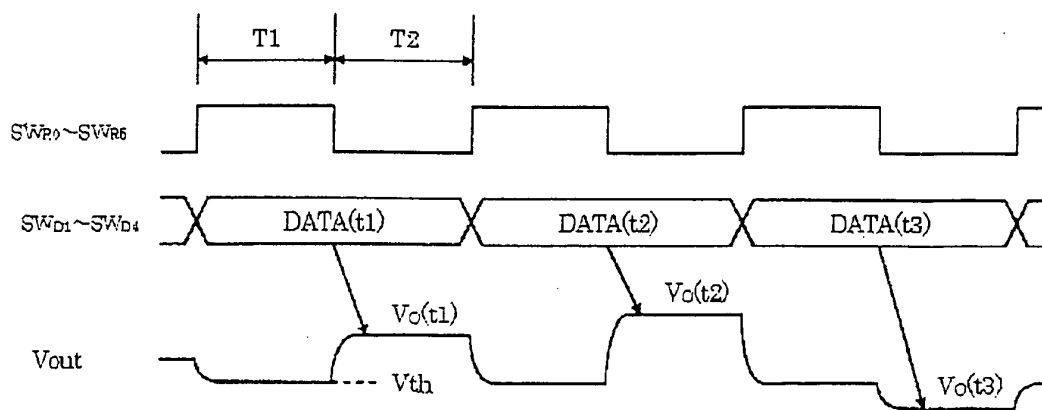 T1 T2
SWR0~SWR6
SWD1~SWD4 DATA(t1) DATA(t2) DATA(t3)
VO(t1) VO(t2)
Vout Vth VO(t3)